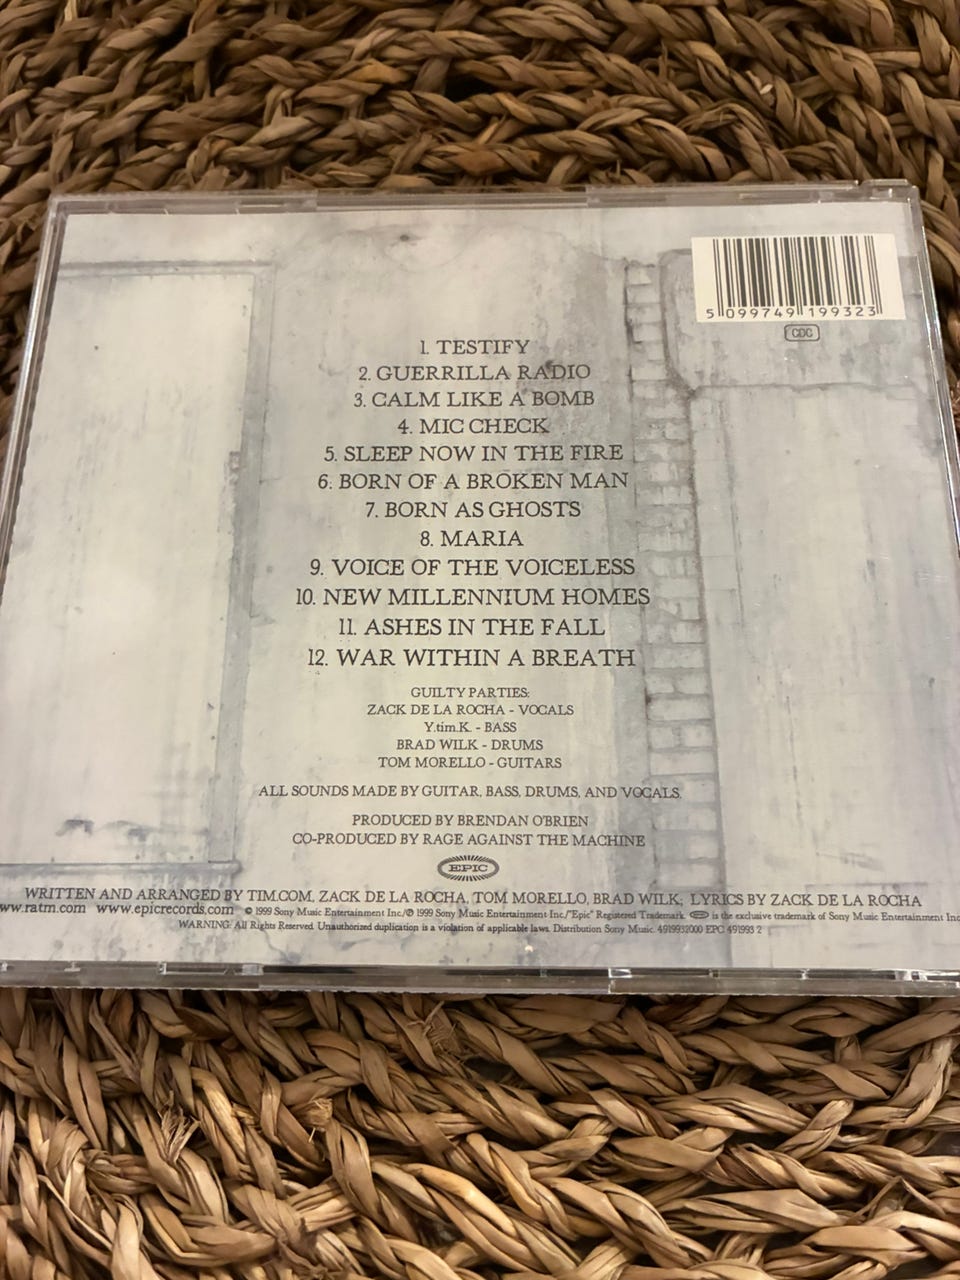 5 099749 199323
CDC
1. TESTIFY
2. GUERRILLA RADIO
3. CALM LIKE A BOMB
4. MIC CHECK
5. SLEEP NOW IN THE FIRE
6. BORN OF A BROKEN MAN
7. BORN AS GHOSTS
8. MARIA
9. VOICE OF THE VOICELESS
10. NEW MILLENNIUM HOMES
11. ASHES IN THE FALL
12. WAR WITHIN A BREATH
GUILTY PARTIES:
ZACK DE LA ROCHA - VOCALS
Y.tim.K. - BASS
BRAD WILK - DRUMS
TOM MORELLO - GUITARS
ALL SOUNDS MADE BY GUITAR, BASS, DRUMS, AND VOCALS.
PRODUCED BY BRENDAN O'BRIEN
CO-PRODUCED BY RAGE AGAINST THE MACHINE
EPIC
WRITTEN AND ARRANGED BY TIM.COM, ZACK DE LA ROCHA, TOM MORELLO, BRAD WILK; LYRICS BY ZACK DE LA ROCHA
www.ratm.com www.epicrecords.com © 1999 Sony Music Entertainment Inc./℗ 1999 Sony Music Entertainment Inc./"Epic" Registered Trademark. EPIC is the exclusive trademark of Sony Music Entertainment Inc
WARNING: All Rights Reserved. Unauthorized duplication is a violation of applicable laws. Distribution Sony Music. 4919932000 EPC 491993 2